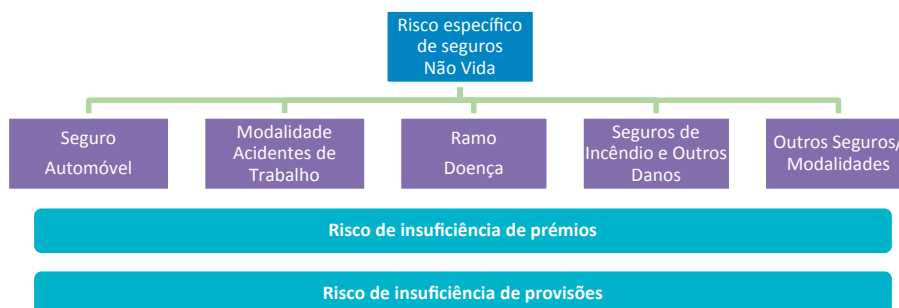 Risco específico
de seguros
Não Vida
Seguro
Automóvel
Modalidade
Acidentes de
Trabalho
Ramo
Doença
Seguros de
Incêndio e Outros
Danos
Outros Seguros/
Modalidades
Risco de insuficiência de prémios
Risco de insuficiência de provisões